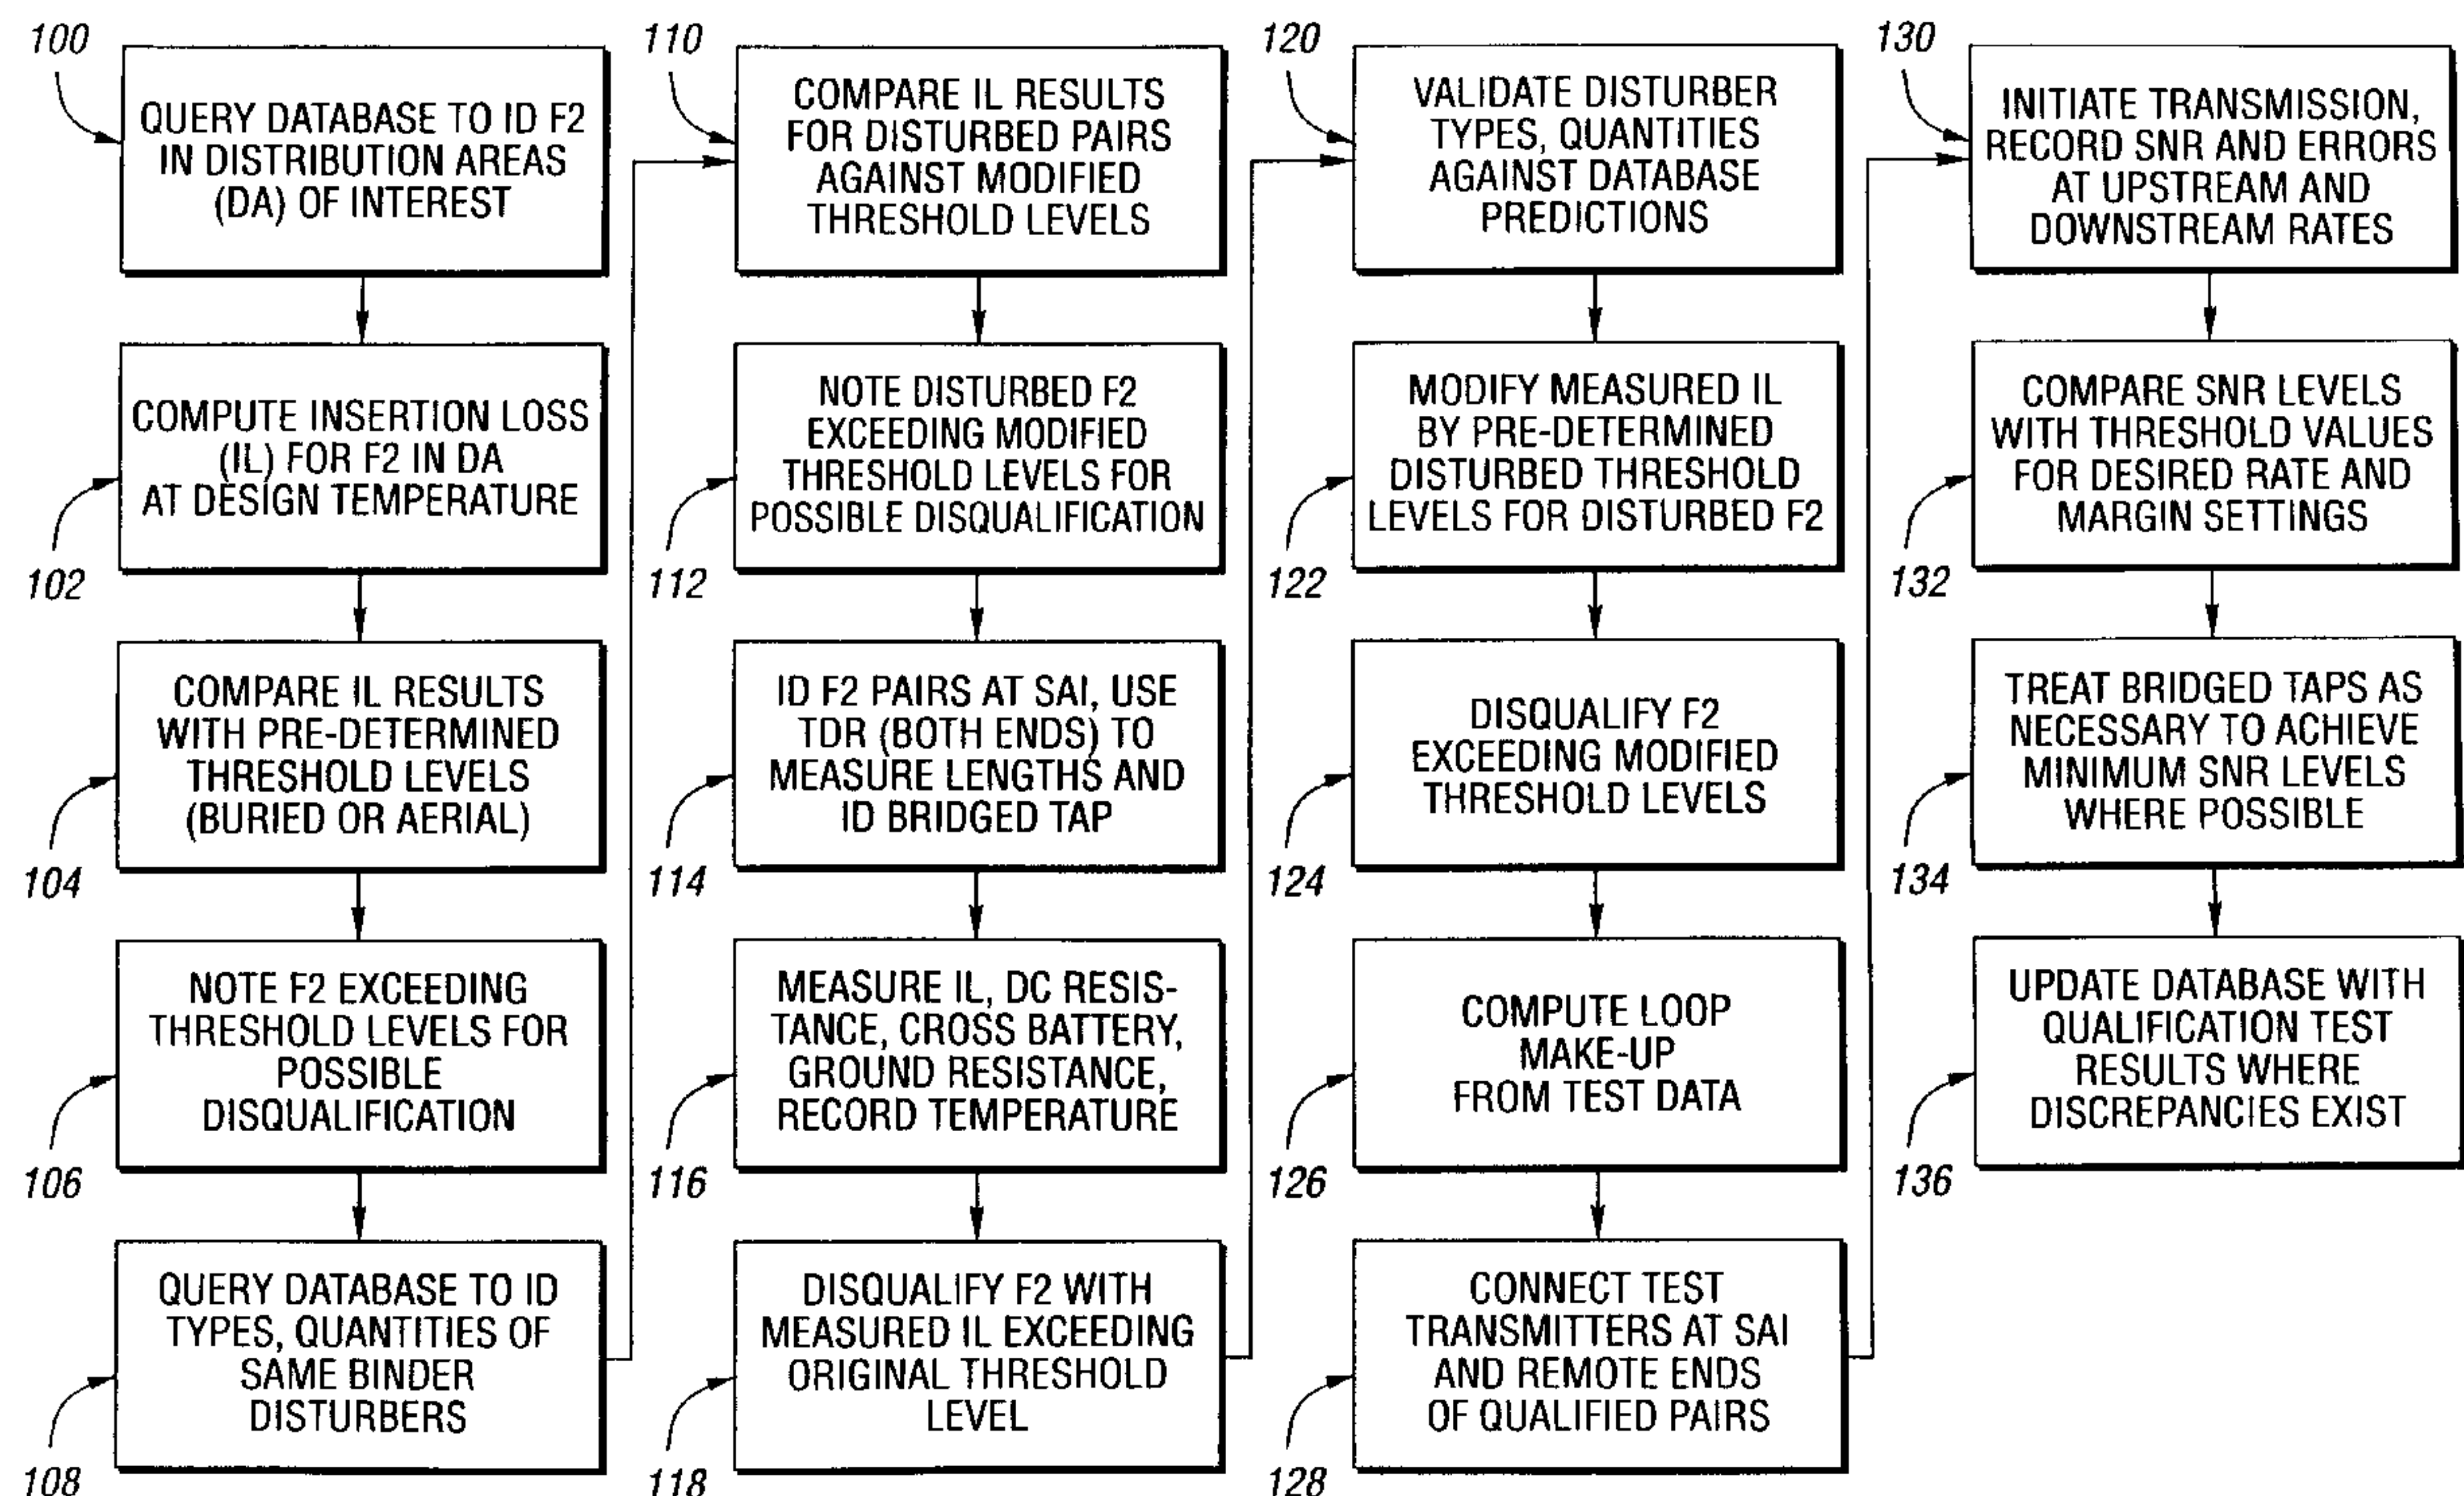 100
QUERY DATABASE TO ID F2
IN DISTRIBUTION AREAS
(DA) OF INTEREST
COMPUTE INSERTION LOSS
(IL) FOR F2 IN DA
AT DESIGN TEMPERATURE
102
COMPARE IL RESULTS
WITH PRE-DETERMINED
THRESHOLD LEVELS
(BURIED OR AERIAL)
104
NOTE F2 EXCEEDING
THRESHOLD LEVELS FOR
POSSIBLE
DISQUALIFICATION
106
QUERY DATABASE TO ID
TYPES, QUANTITIES OF
SAME BINDER
DISTURBERS
108
110
COMPARE IL RESULTS
FOR DISTURBED PAIRS
AGAINST MODIFIED
THRESHOLD LEVELS
NOTE DISTURBED F2
EXCEEDING MODIFIED
THRESHOLD LEVELS FOR
POSSIBLE DISQUALIFICATION
112
ID F2 PAIRS AT SAI, USE
TDR (BOTH ENDS) TO
MEASURE LENGTHS AND
ID BRIDGED TAP
114
MEASURE IL, DC RESIS-
TANCE, CROSS BATTERY,
GROUND RESISTANCE,
RECORD TEMPERATURE
116
DISQUALIFY F2 WITH
MEASURED IL EXCEEDING
ORIGINAL THRESHOLD
LEVEL
118
120
VALIDATE DISTURBER
TYPES, QUANTITIES
AGAINST DATABASE
PREDICTIONS
MODIFY MEASURED IL
BY PRE-DETERMINED
DISTURBED THRESHOLD
LEVELS FOR DISTURBED F2
122
DISQUALIFY F2
EXCEEDING MODIFIED
THRESHOLD LEVELS
124
COMPUTE LOOP
MAKE-UP
FROM TEST DATA
126
CONNECT TEST
TRANSMITTERS AT SAI
AND REMOTE ENDS
OF QUALIFIED PAIRS
128
130
INITIATE TRANSMISSION,
RECORD SNR AND ERRORS
AT UPSTREAM AND
DOWNSTREAM RATES
COMPARE SNR LEVELS
WITH THRESHOLD VALUES
FOR DESIRED RATE AND
MARGIN SETTINGS
132
TREAT BRIDGED TAPS AS
NECESSARY TO ACHIEVE
MINIMUM SNR LEVELS
WHERE POSSIBLE
134
UPDATE DATABASE WITH
QUALIFICATION TEST
RESULTS WHERE
DISCREPANCIES EXIST
136